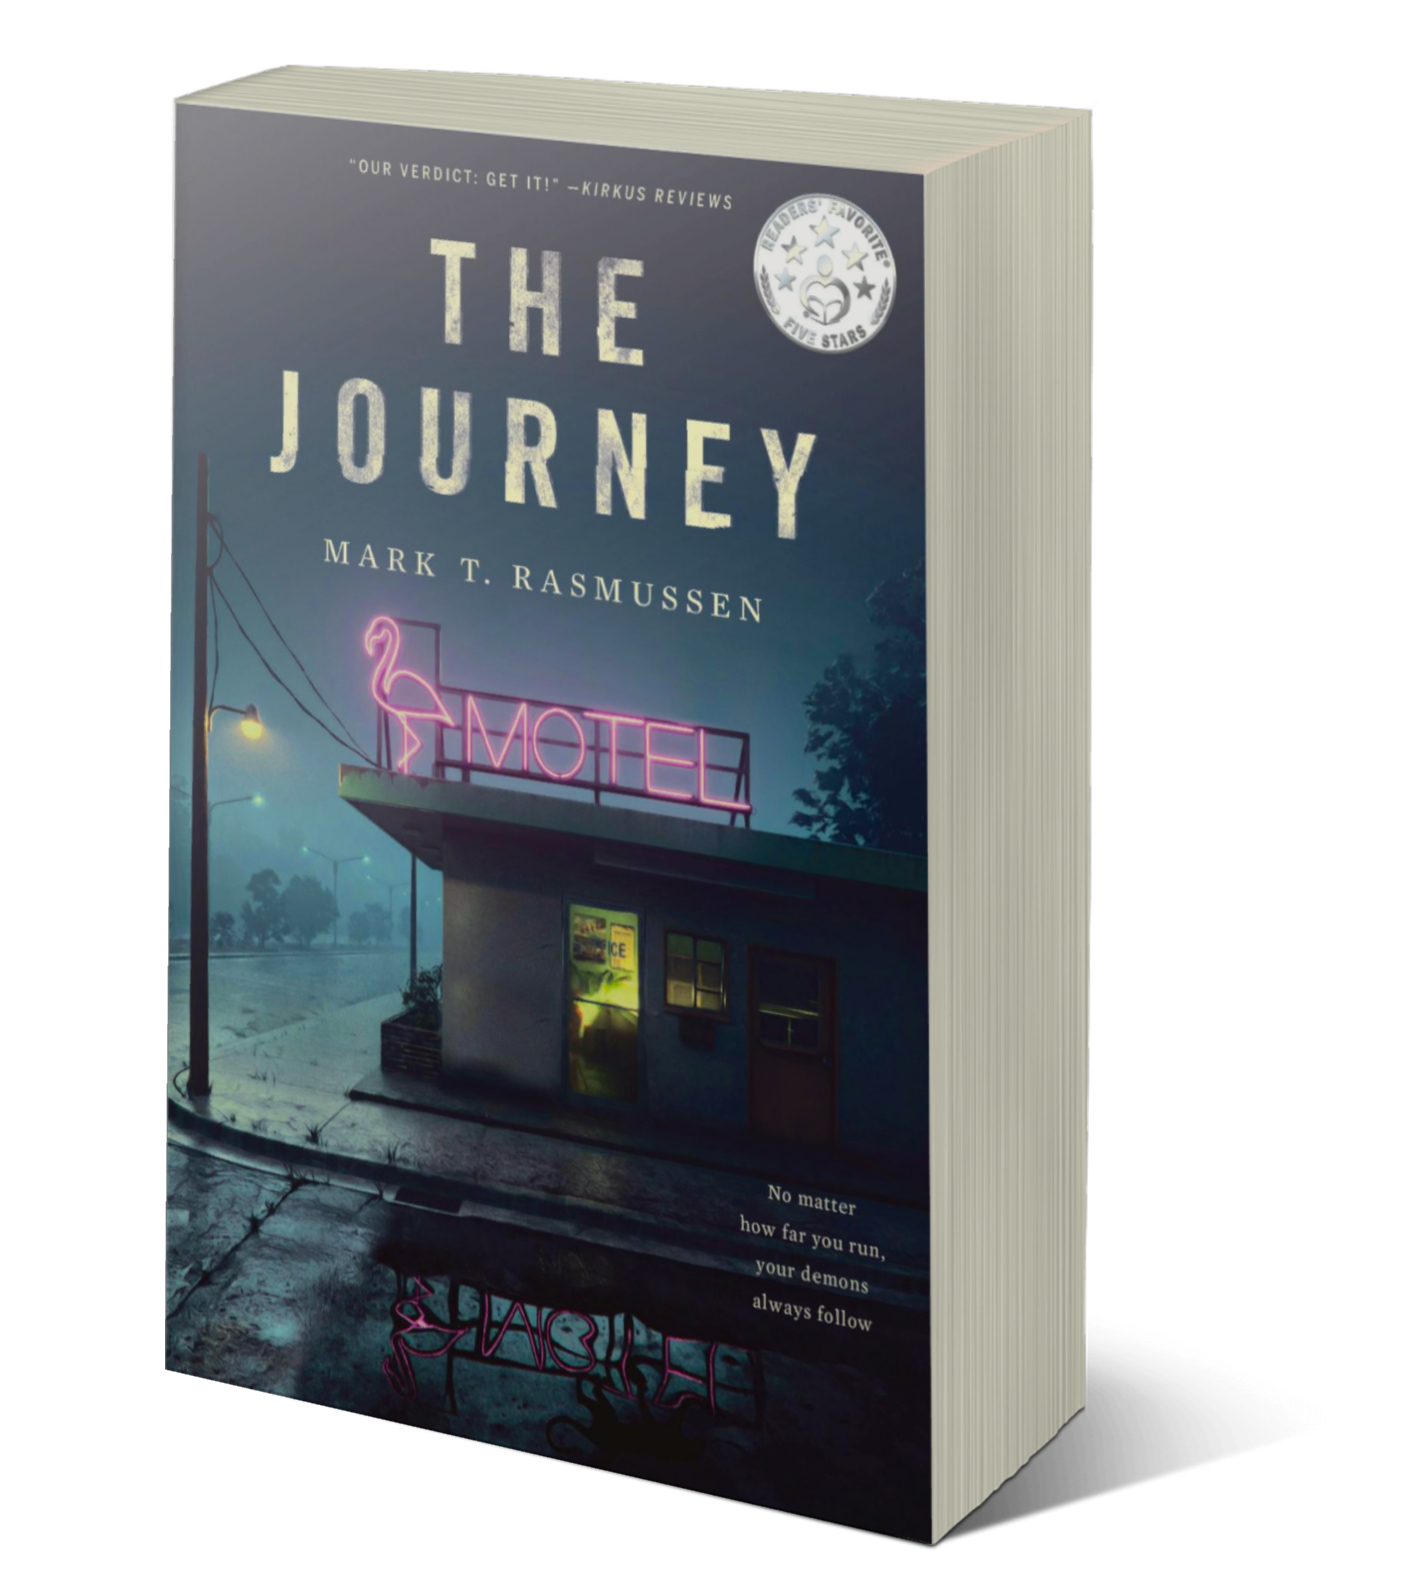 "OUR VERDICT: GET IT!" —KIRKUS REVIEWS
READERS' FAVORITE®
FIVE STARS
THE
JOURNEY
MARK T. RASMUSSEN
MOTEL
CE
No matter
how far you run,
your demons
always follow